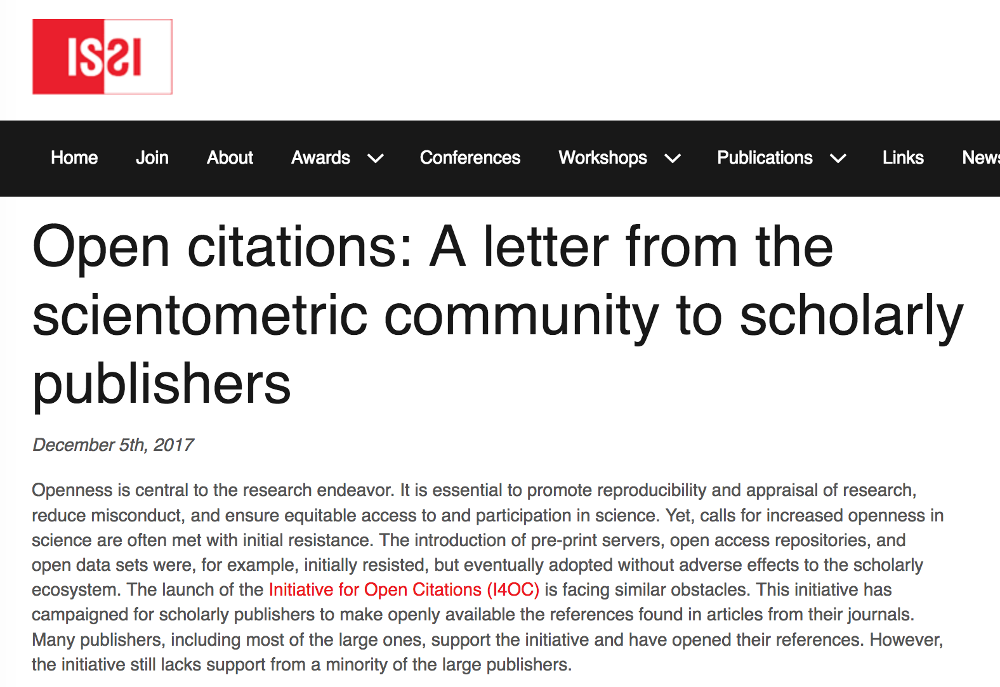 ISSI
Home Join About Awards Conferences Workshops Publications Links News
Open citations: A letter from the
scientometric community to scholarly
publishers
December 5th, 2017
Openness is central to the research endeavor. It is essential to promote reproducibility and appraisal of research,
reduce misconduct, and ensure equitable access to and participation in science. Yet, calls for increased openness in
science are often met with initial resistance. The introduction of pre-print servers, open access repositories, and
open data sets were, for example, initially resisted, but eventually adopted without adverse effects to the scholarly
ecosystem. The launch of the Initiative for Open Citations (I4OC) is facing similar obstacles. This initiative has
campaigned for scholarly publishers to make openly available the references found in articles from their journals.
Many publishers, including most of the large ones, support the initiative and have opened their references. However,
the initiative still lacks support from a minority of the large publishers.